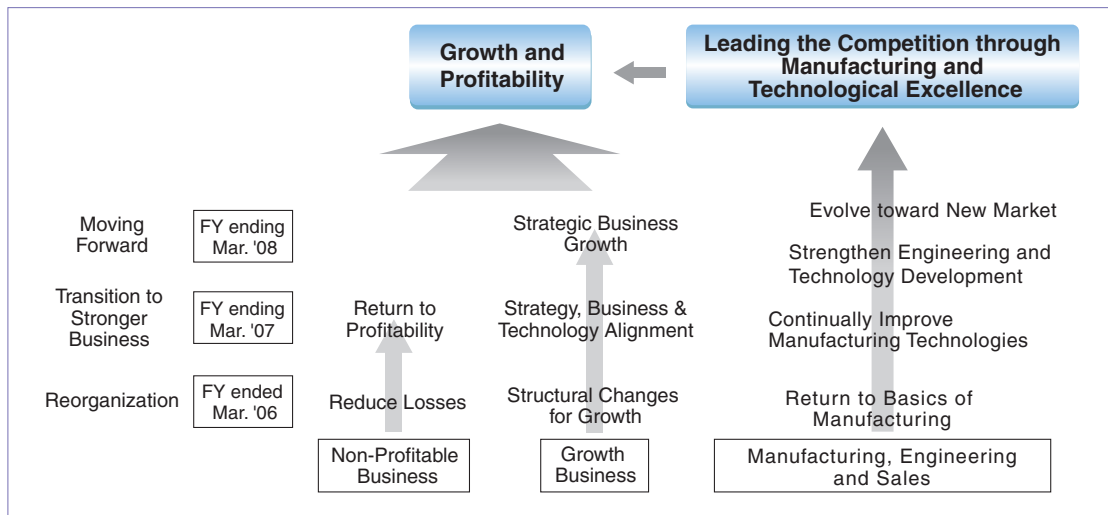 Growth and
Profitability
Leading the Competition through
Manufacturing and
Technological Excellence
Moving
Forward
FY ending
Mar. '08
Strategic Business
Growth
Evolve toward New Market
Strengthen Engineering and
Technology Development
Transition to
Stronger
Business
FY ending
Mar. '07
Return to
Profitability
Strategy, Business &
Technology Alignment
Continually Improve
Manufacturing Technologies
Reorganization
FY ended
Mar. '06
Reduce Losses
Structural Changes
for Growth
Return to Basics of
Manufacturing
Non-Profitable
Business
Growth
Business
Manufacturing, Engineering
and Sales